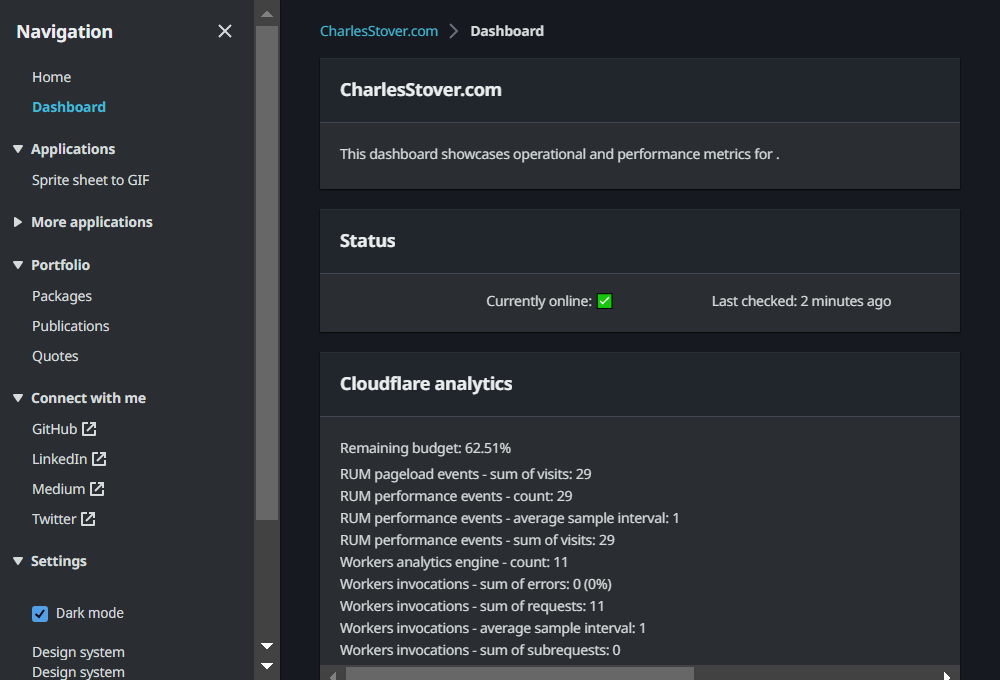 Navigation
Home
Dashboard
Applications
Sprite sheet to GIF
More applications
Portfolio
Packages
Publications
Quotes
Connect with me
GitHub
LinkedIn
Medium
Twitter
Settings
Dark mode
Design system
Design system
CharlesStover.com
Dashboard
CharlesStover.com
This dashboard showcases operational and performance metrics for .
Status
Currently online:
Last checked: 2 minutes ago
Cloudflare analytics
Remaining budget: 62.51%
RUM pageload events - sum of visits: 29
RUM performance events - count: 29
RUM performance events - average sample interval: 1
RUM performance events - sum of visits: 29
Workers analytics engine - count: 11
Workers invocations - sum of errors: 0 (0%)
Workers invocations - sum of requests: 11
Workers invocations - average sample interval: 1
Workers invocations - sum of subrequests: 0